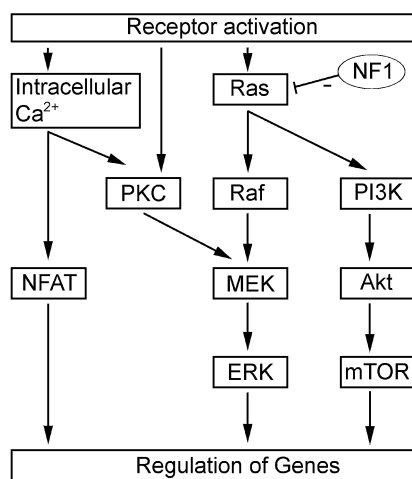 Receptor activation
Intracellular
Ca²⁺
Ras
NF1
-
PKC
Raf
PI3K
NFAT
MEK
Akt
ERK
mTOR
Regulation of Genes